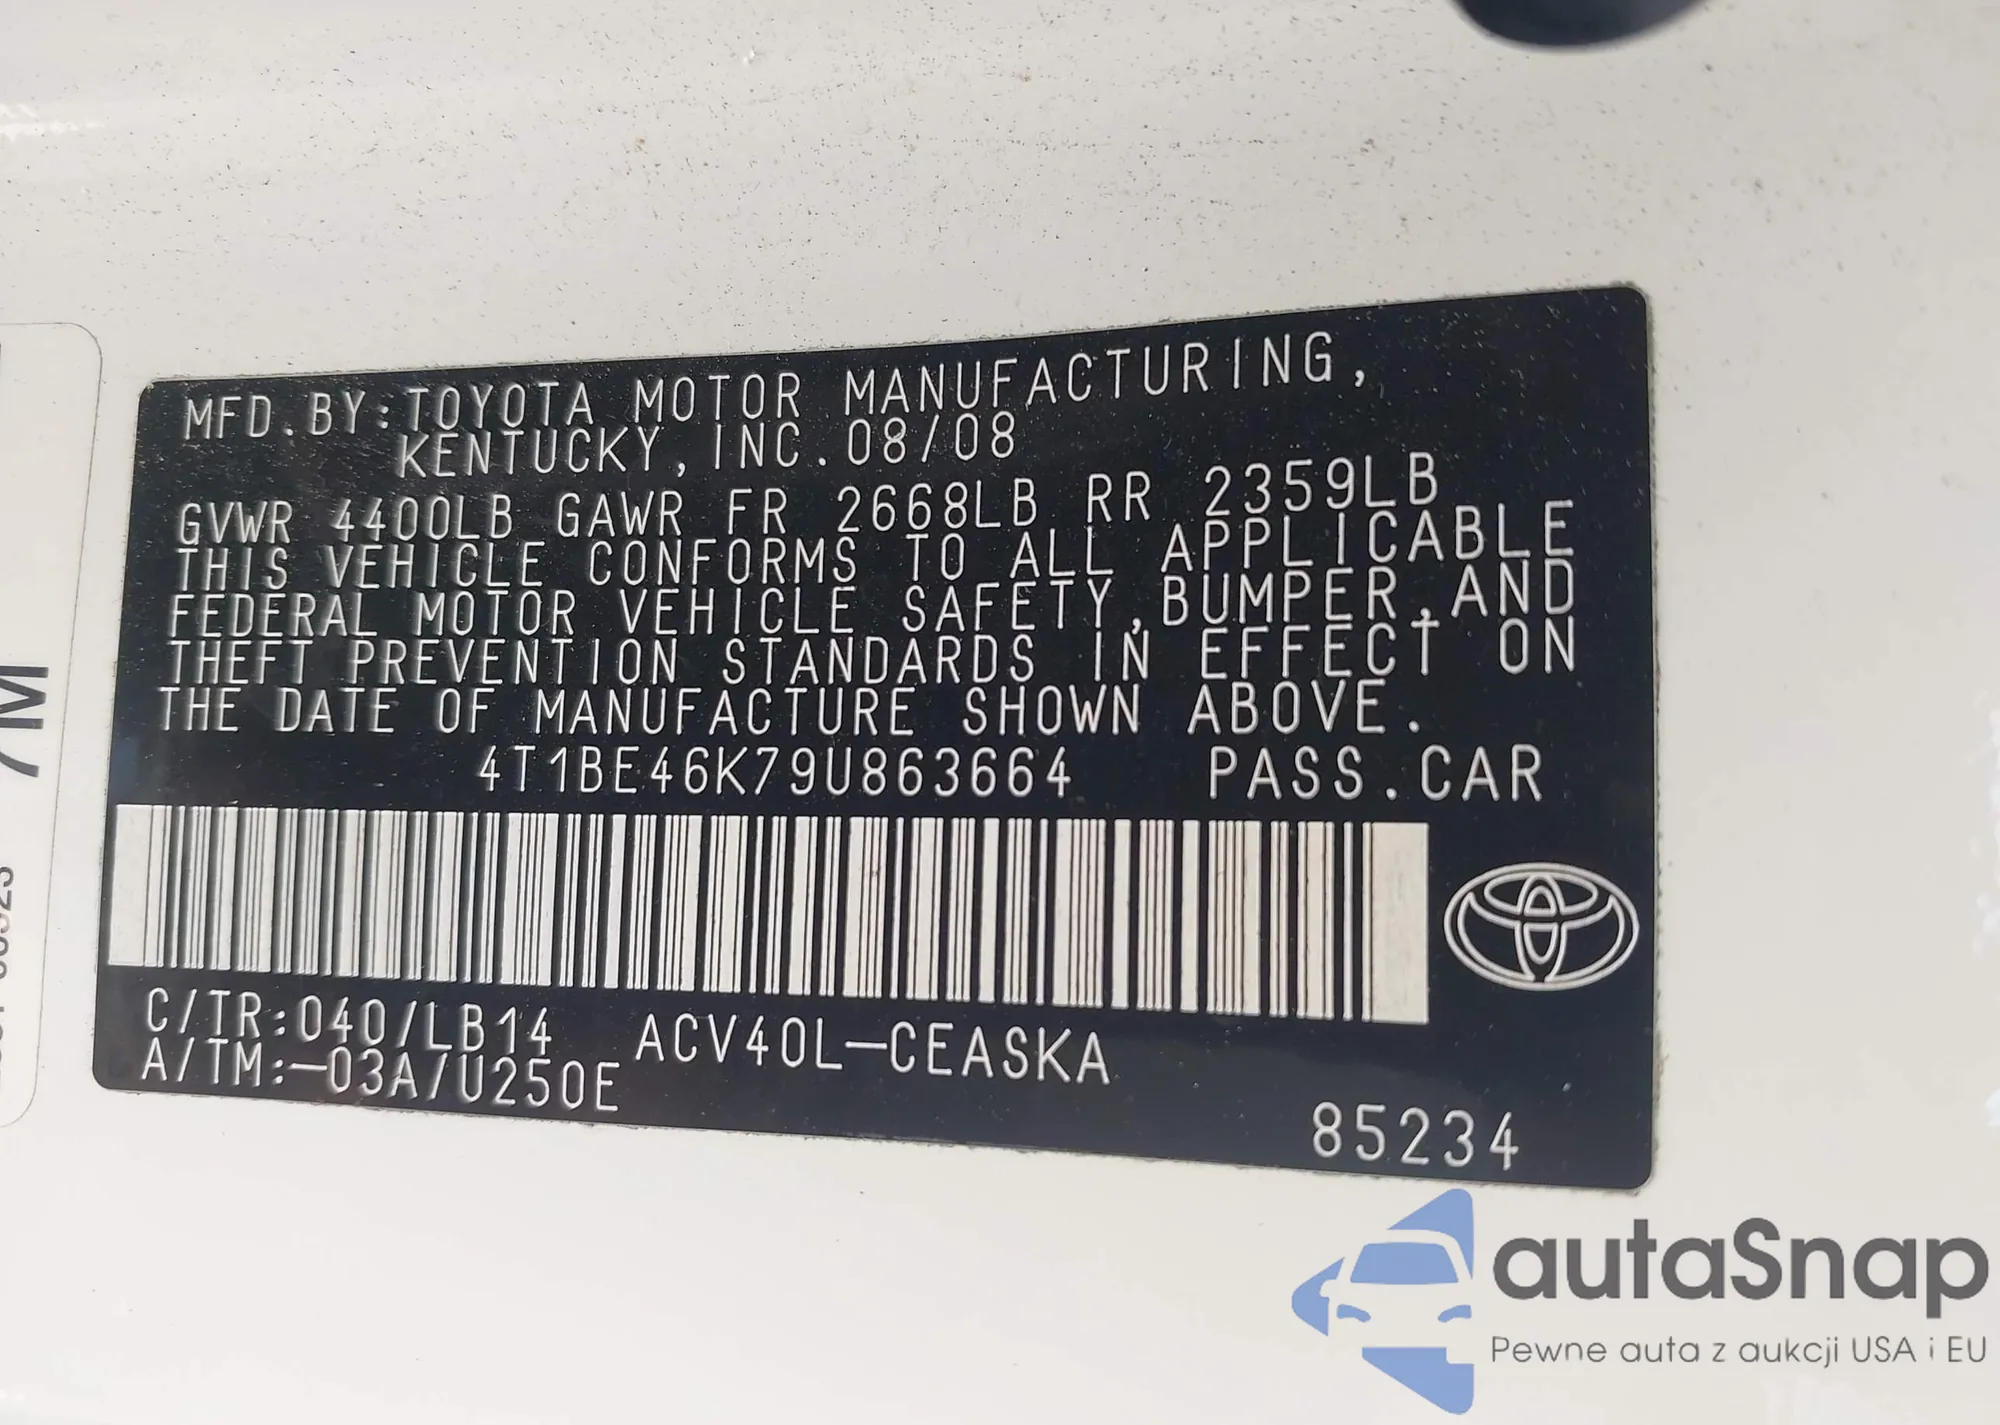 MFD.BY:TOYOTA MOTOR MANUFACTURING,
KENTUCKY, INC. 08/08
GVWR 4400LB GAWR FR 2668LB RR 2359LB
THIS VEHICLE CONFORMS TO ALL APPLICABLE
FEDERAL MOTOR VEHICLE SAFETY,BUMPER,AND
THEFT PREVENTION STANDARDS IN EFFECT ON
THE DATE OF MANUFACTURE SHOWN ABOVE.
4T1BE46K79U863664 PASS.CAR
C/TR:040/LB14 ACV40L-CEASKA
A/TM:-03A/U250E
85234
7M
autaSnap
Pewne auta z aukcji USA i EU